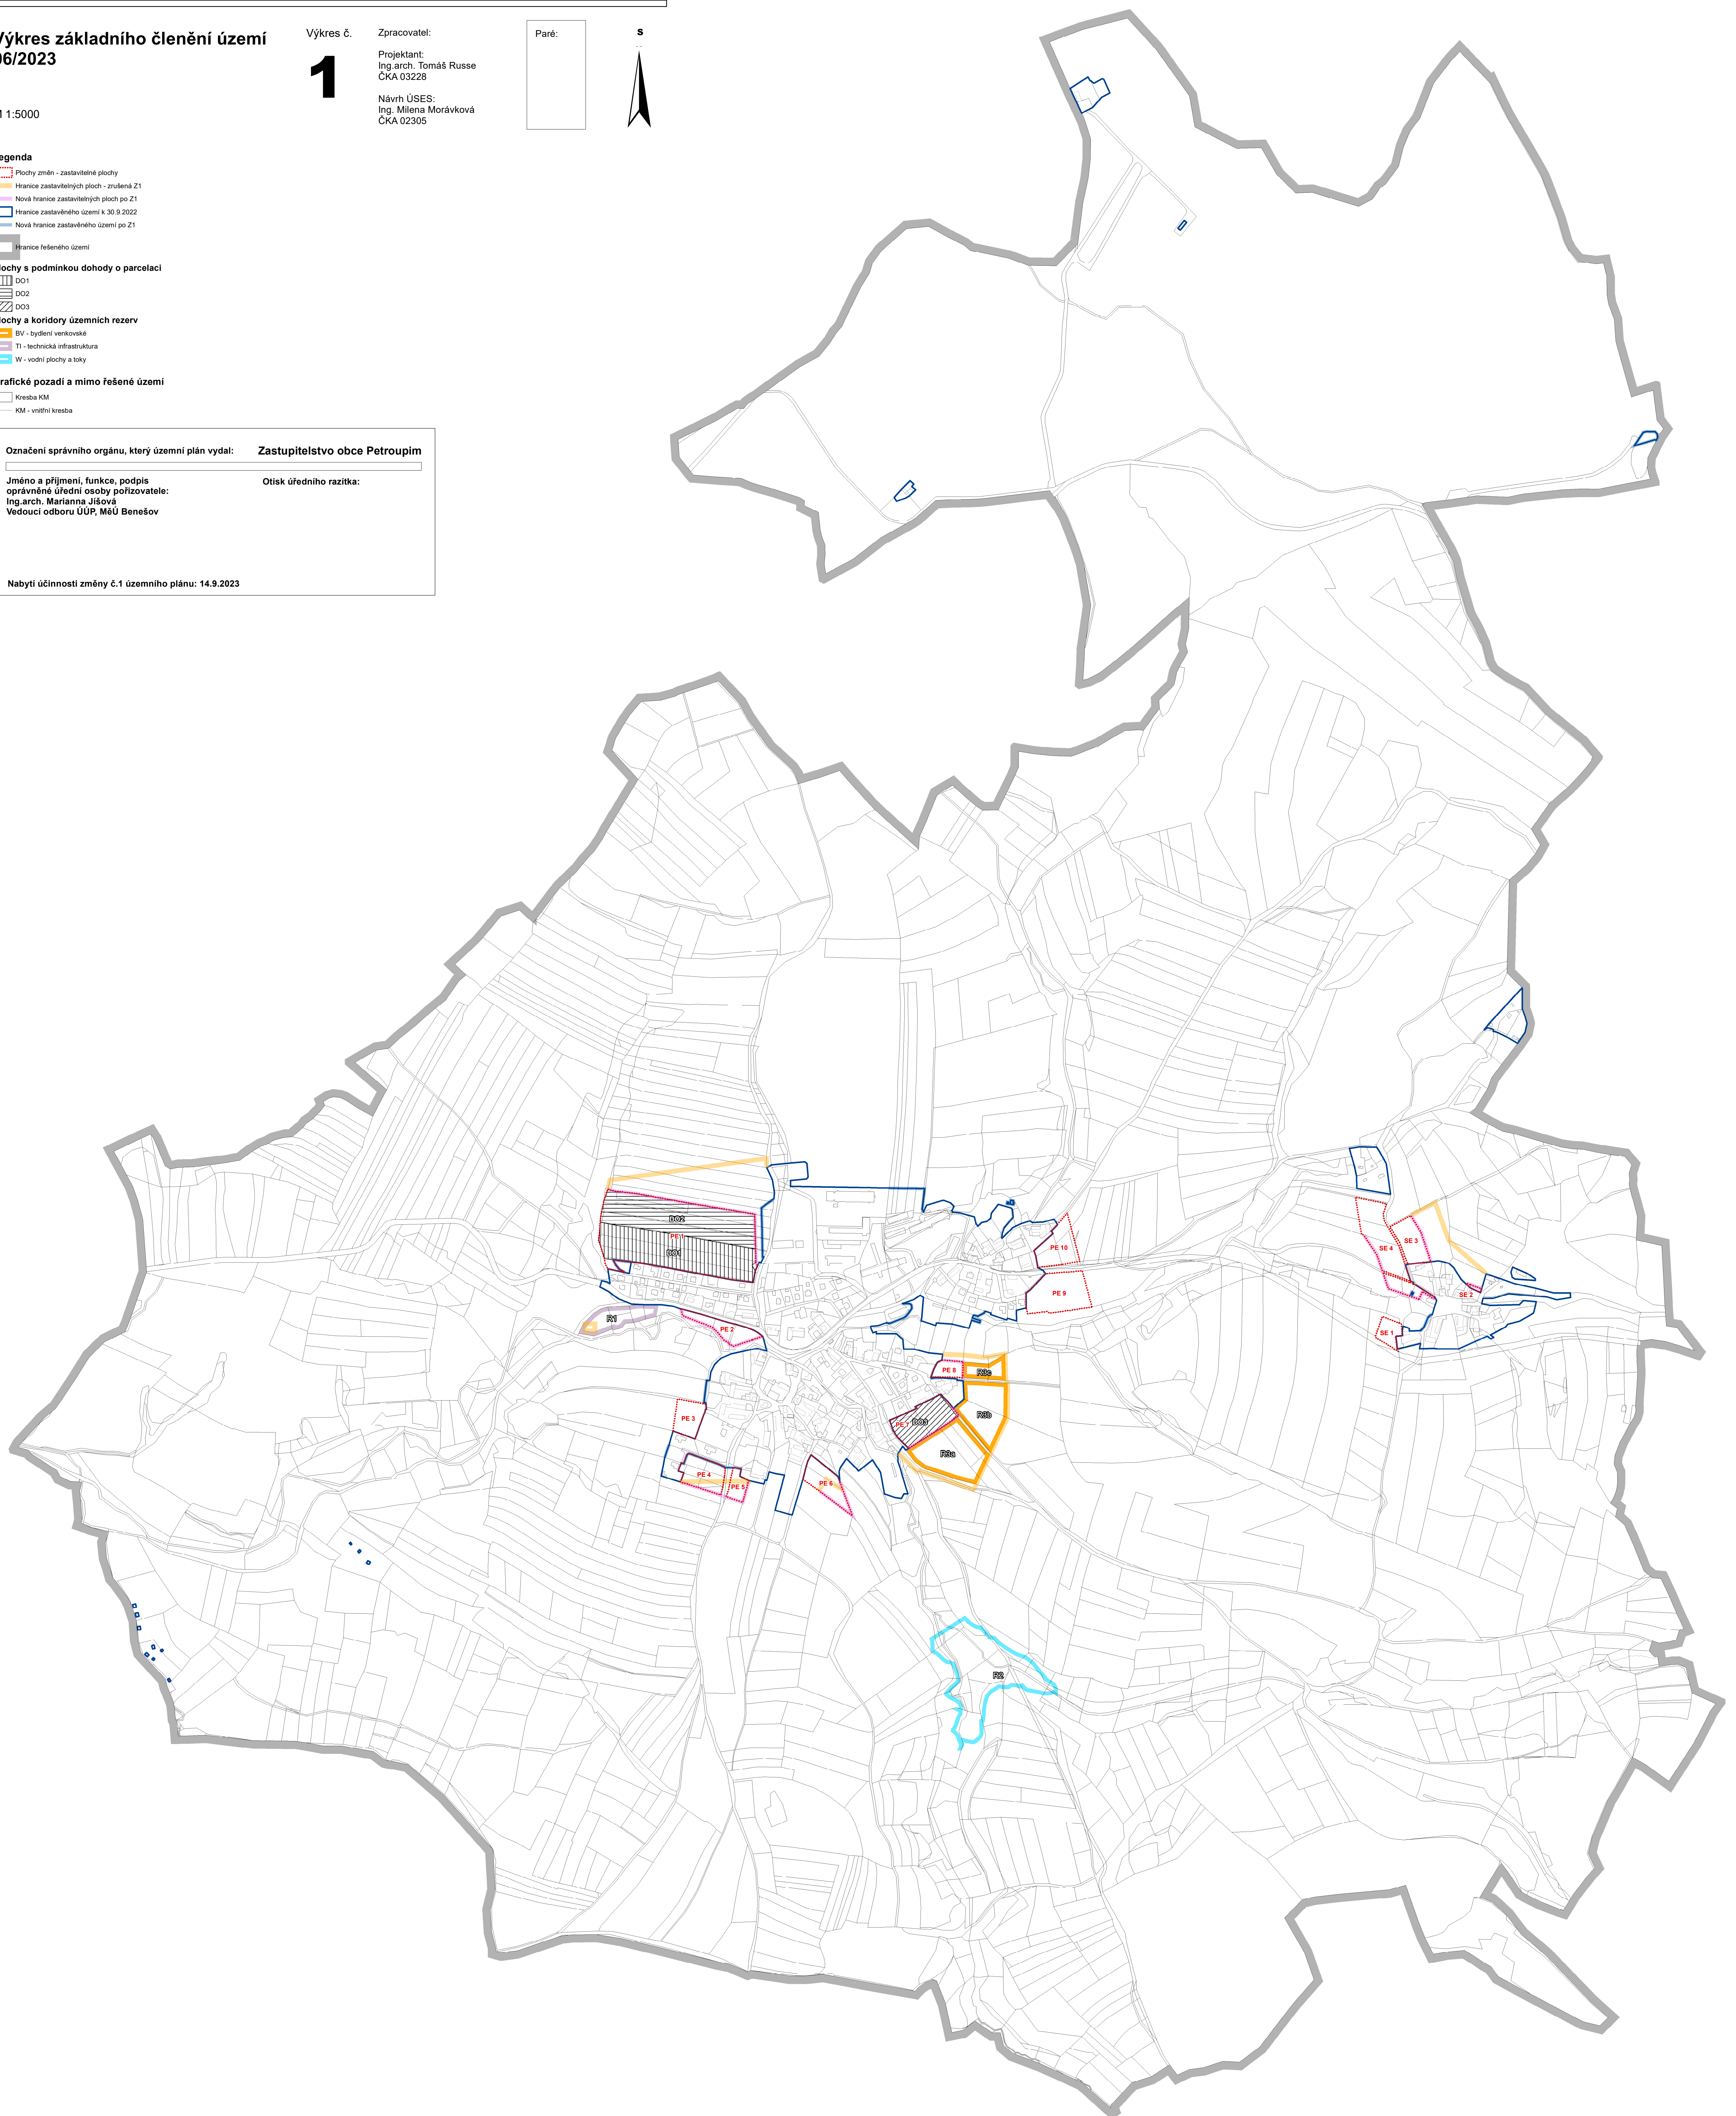 Výkres základního členění území
06/2023
1:5000
Výkres č.
1
Zpracovatel:
Projektant:
Ing.arch. Tomáš Russe
ČKA 03228
Návrh ÚSES:
Ing. Milena Morávková
ČKA 02305
Paré:
S
egenda
Plochy změn - zastavitelné plochy
Hranice zastavitelných ploch - zrušená Z1
Nová hranice zastavitelných ploch po Z1
Hranice zastavěného území k 30.9.2022
Nová hranice zastavěného území po Z1
Hranice řešeného území
lochy s podmínkou dohody o parcelaci
DO1
DO2
DO3
lochy a koridory územních rezerv
BV - bydlení venkovské
TI - technická infrastruktura
W - vodní plochy a toky
rafické pozadí a mimo řešené území
Kresba KM
KM - vnitřní kresba
Označení správního orgánu, který územní plán vydal:
Zastupitelstvo obce Petroupim
Jméno a příjmení, funkce, podpis
oprávněné úřední osoby pořizovatele:
Ing.arch. Marianna Jíšová
Vedoucí odboru ÚÚP, MěÚ Benešov
Otisk úředního razítka:
Nabytí účinnosti změny č.1 územního plánu: 14.9.2023
DO2
PE 1
DO1
R1
PE 2
PE 3
PE 4
PE 5
PE 6
PE 7
DO3
PE 8
R3c
R3b
R3a
PE 9
PE 10
SE 3
SE 4
SE 2
SE 1
R2